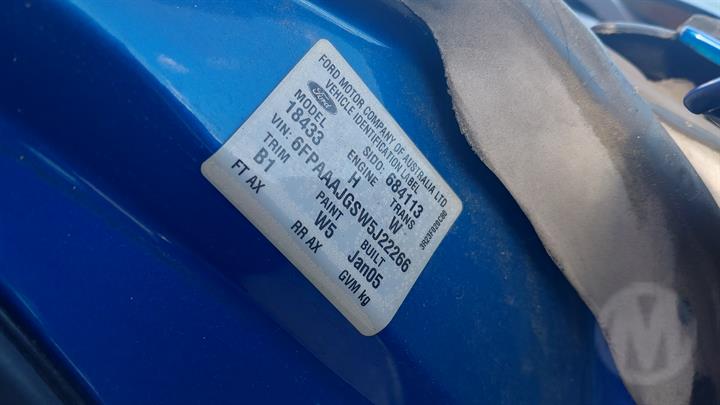 FORD MOTOR COMPANY OF AUSTRALIA LTD
Ford VEHICLE IDENTIFICATION LABEL
MODEL SIDO: 684113
18433 ENGINE TRANS
H W
VIN: 6FPAAAJGSW5J22266
TRIM PAINT BUILT
B1 W5 Jan05
FT AX RR AX GVM kg
3R23F020C80
M